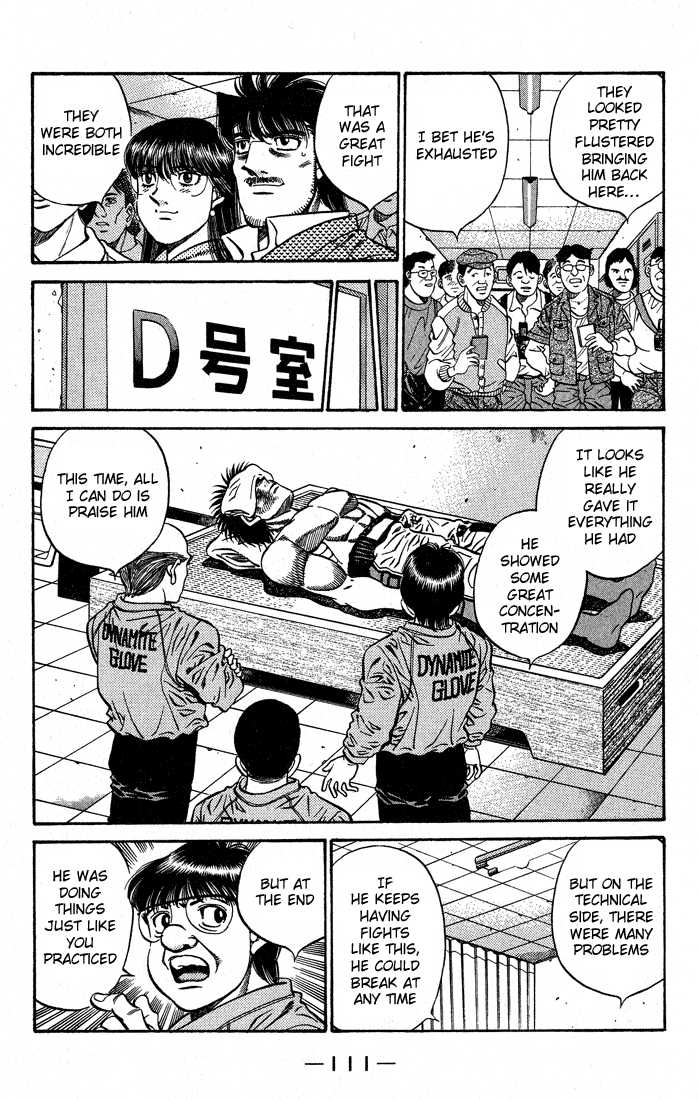 THEY
LOOKED
PRETTY
FLUSTERED
BRINGING
HIM BACK
HERE...
I BET HE'S
EXHAUSTED
THAT
WAS A
GREAT
FIGHT
THEY
WERE BOTH
INCREDIBLE
D号室
IT LOOKS
LIKE HE
REALLY
GAVE IT
EVERYTHING
HE HAD
HE
SHOWED
SOME
GREAT
CONCEN-
TRATION
THIS TIME, ALL
I CAN DO IS
PRAISE HIM
DYNAMITE
GLOVE
DYNAMITE
GLOVE
BUT ON THE
TECHNICAL
SIDE, THERE
WERE MANY
PROBLEMS
IF
HE KEEPS
HAVING
FIGHTS
LIKE THIS,
HE COULD
BREAK AT
ANY TIME
BUT AT
THE END
HE WAS
DOING
THINGS
JUST LIKE
YOU
PRACTICED
—111—